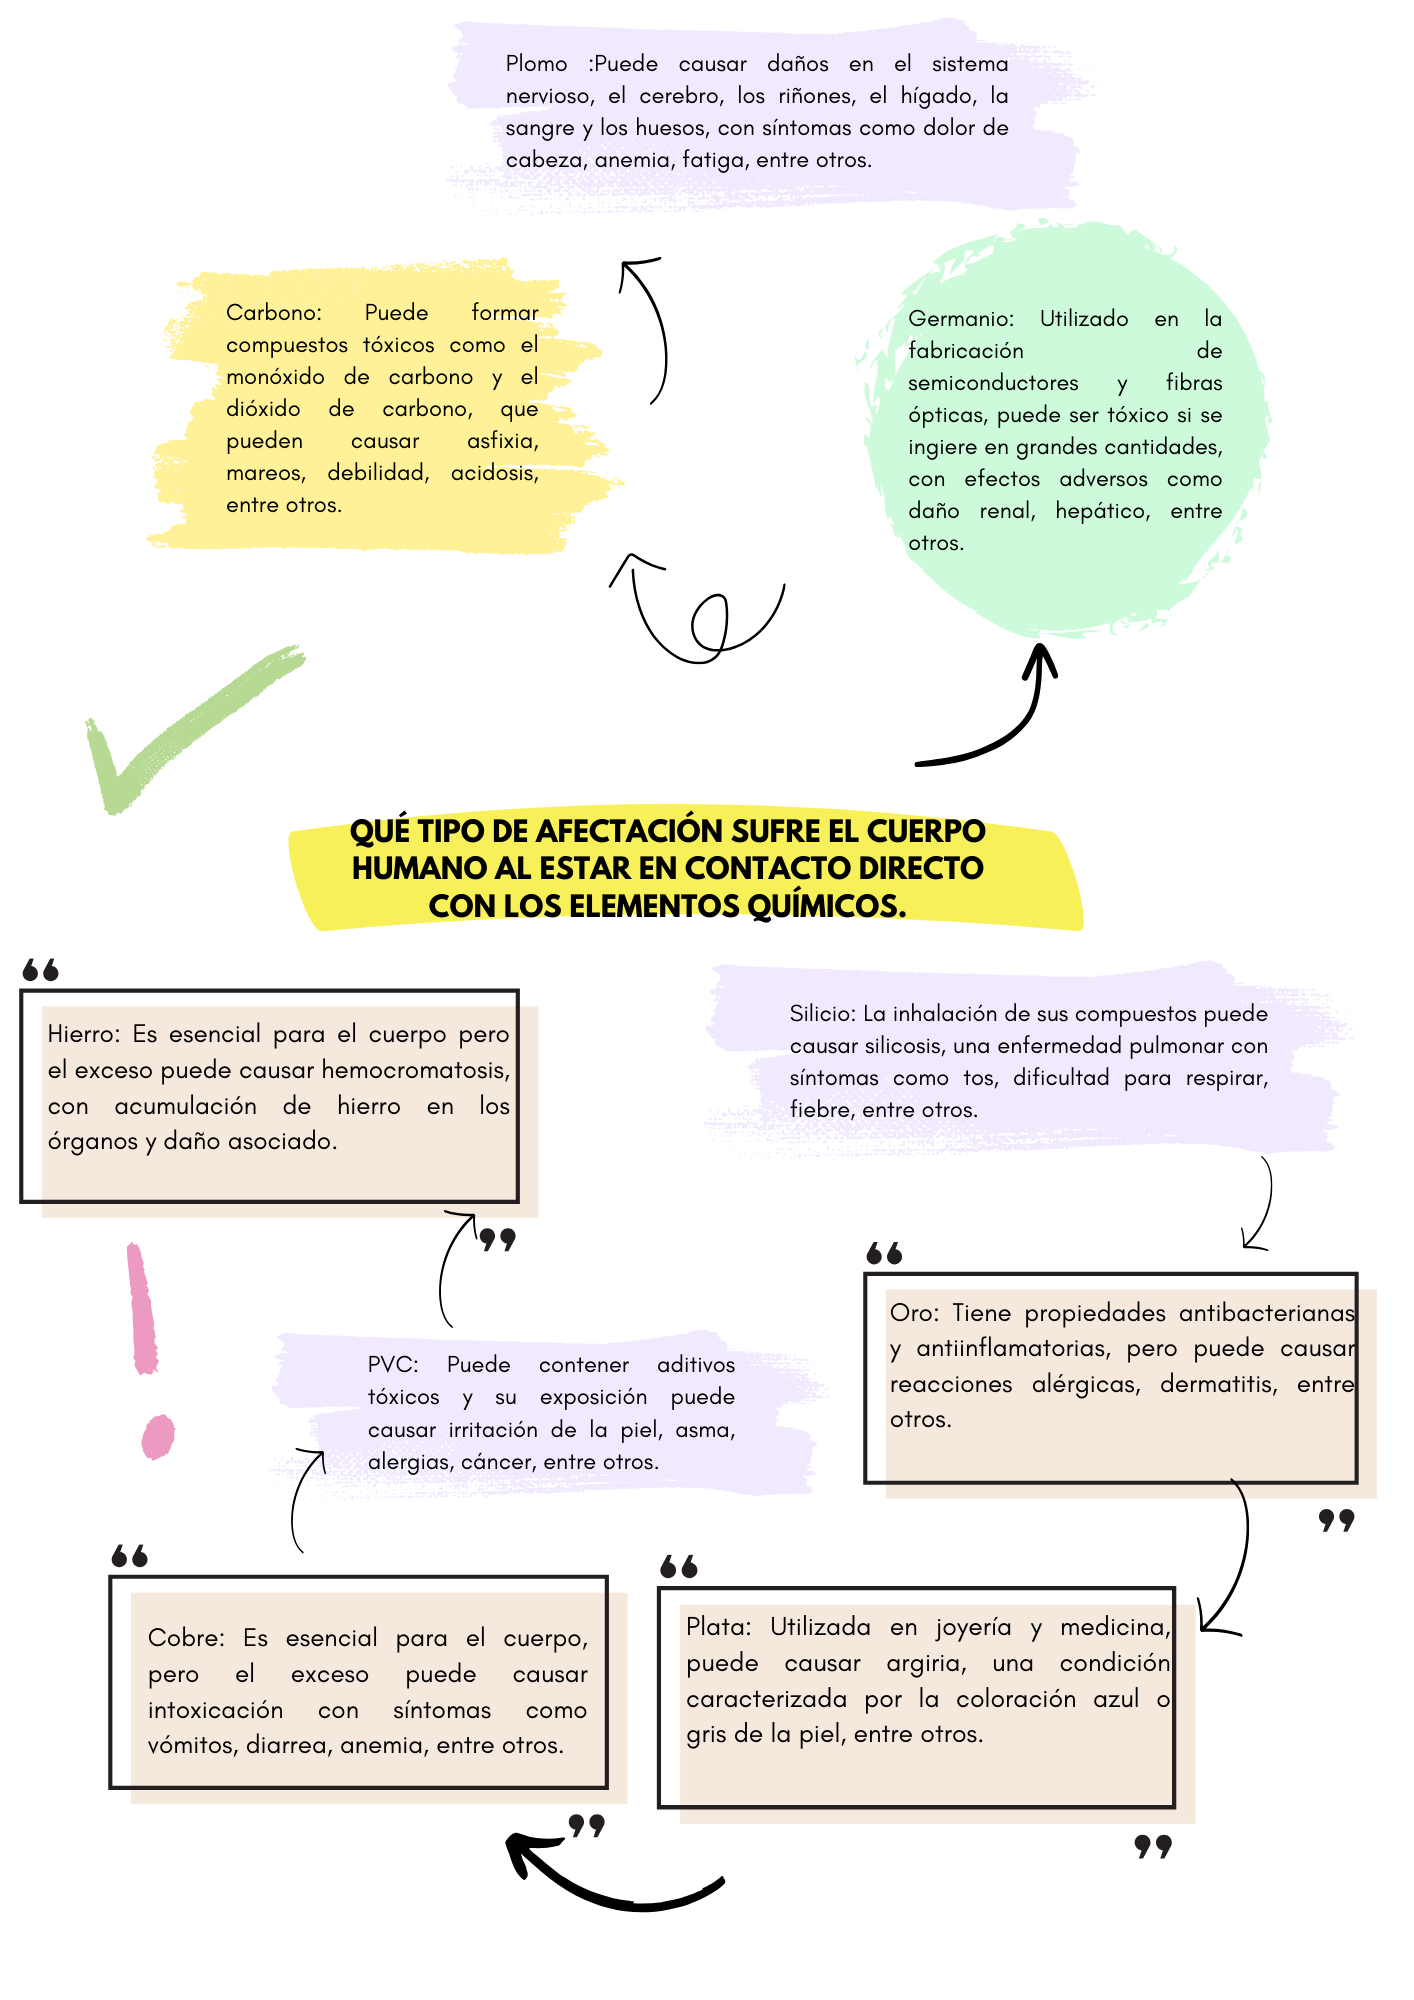 Plomo :Puede causar daños en el sistema
nervioso, el cerebro, los riñones, el hígado, la
sangre y los huesos, con síntomas como dolor de
cabeza, anemia, fatiga, entre otros.
Carbono: Puede formar
compuestos tóxicos como el
monóxido de carbono y el
dióxido de carbono, que
pueden causar asfixia,
mareos, debilidad, acidosis,
entre otros.
Germanio: Utilizado en la
fabricación de
semiconductores y fibras
ópticas, puede ser tóxico si se
ingiere en grandes cantidades,
con efectos adversos como
daño renal, hepático, entre
otros.
QUÉ TIPO DE AFECTACIÓN SUFRE EL CUERPO
HUMANO AL ESTAR EN CONTACTO DIRECTO
CON LOS ELEMENTOS QUÍMICOS.
“
Hierro: Es esencial para el cuerpo pero
el exceso puede causar hemocromatosis,
con acumulación de hierro en los
órganos y daño asociado.
”
Silicio: La inhalación de sus compuestos puede
causar silicosis, una enfermedad pulmonar con
síntomas como tos, dificultad para respirar,
fiebre, entre otros.
“
Oro: Tiene propiedades antibacterianas
y antiinflamatorias, pero puede causar
reacciones alérgicas, dermatitis, entre
otros.
”
PVC: Puede contener aditivos
tóxicos y su exposición puede
causar irritación de la piel, asma,
alergias, cáncer, entre otros.
“
Cobre: Es esencial para el cuerpo,
pero el exceso puede causar
intoxicación con síntomas como
vómitos, diarrea, anemia, entre otros.
”
“
Plata: Utilizada en joyería y medicina,
puede causar argiria, una condición
caracterizada por la coloración azul o
gris de la piel, entre otros.
”